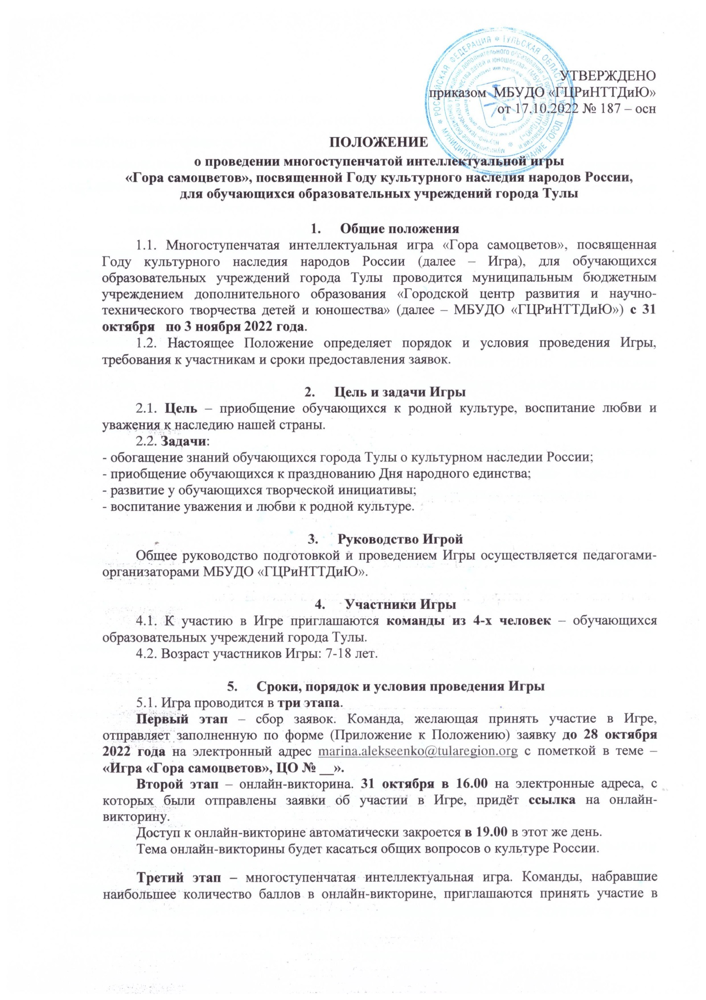 УТВЕРЖДЕНО
приказом МБУДО «ГЦРиНТТДиЮ»
от 17.10.2022 № 187 – осн
* РОССИЙСКАЯ ФЕДЕРАЦИЯ * ТУЛЬСКАЯ ОБЛАСТЬ * МУНИЦИПАЛЬНОЕ ОБРАЗОВАНИЕ ГОРОД ТУЛА
ПОЛОЖЕНИЕ
о проведении многоступенчатой интеллектуальной игры
«Гора самоцветов», посвященной Году культурного наследия народов России,
для обучающихся образовательных учреждений города Тулы
1. Общие положения
1.1. Многоступенчатая интеллектуальная игра «Гора самоцветов», посвященная
Году культурного наследия народов России (далее – Игра), для обучающихся
образовательных учреждений города Тулы проводится муниципальным бюджетным
учреждением дополнительного образования «Городской центр развития и научно-
технического творчества детей и юношества» (далее – МБУДО «ГЦРиНТТДиЮ») с 31
октября по 3 ноября 2022 года.
1.2. Настоящее Положение определяет порядок и условия проведения Игры,
требования к участникам и сроки предоставления заявок.
2. Цель и задачи Игры
2.1. Цель – приобщение обучающихся к родной культуре, воспитание любви и
уважения к наследию нашей страны.
2.2. Задачи:
- обогащение знаний обучающихся города Тулы о культурном наследии России;
- приобщение обучающихся к празднованию Дня народного единства;
- развитие у обучающихся творческой инициативы;
- воспитание уважения и любви к родной культуре.
3. Руководство Игрой
Общее руководство подготовкой и проведением Игры осуществляется педагогами-
организаторами МБУДО «ГЦРиНТТДиЮ».
4. Участники Игры
4.1. К участию в Игре приглашаются команды из 4-х человек – обучающихся
образовательных учреждений города Тулы.
4.2. Возраст участников Игры: 7-18 лет.
5. Сроки, порядок и условия проведения Игры
5.1. Игра проводится в три этапа.
Первый этап – сбор заявок. Команда, желающая принять участие в Игре,
отправляет заполненную по форме (Приложение к Положению) заявку до 28 октября
2022 года на электронный адрес marina.alekseenko@tularegion.org с пометкой в теме –
«Игра «Гора самоцветов», ЦО № __».
Второй этап – онлайн-викторина. 31 октября в 16.00 на электронные адреса, с
которых были отправлены заявки об участии в Игре, придёт ссылка на онлайн-
викторину.
Доступ к онлайн-викторине автоматически закроется в 19.00 в этот же день.
Тема онлайн-викторины будет касаться общих вопросов о культуре России.
Третий этап – многоступенчатая интеллектуальная игра. Команды, набравшие
наибольшее количество баллов в онлайн-викторине, приглашаются принять участие в